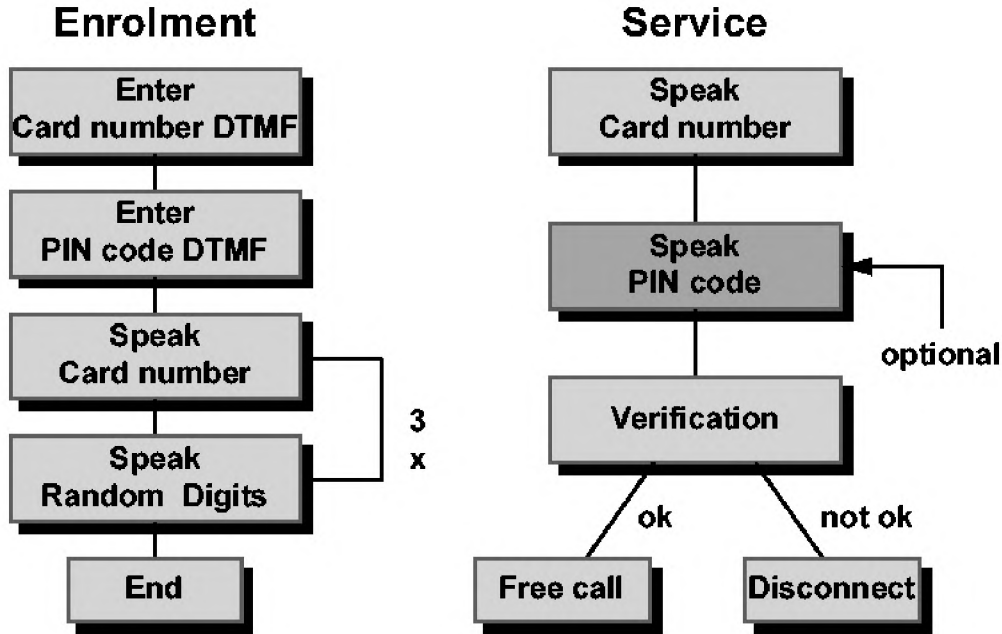 Enrolment
Enter
Card number DTMF
Enter
PIN code DTMF
Speak
Card number
Speak
Random Digits
3
x
End
Service
Speak
Card number
Speak
PIN code
optional
Verification
ok
not ok
Free call
Disconnect